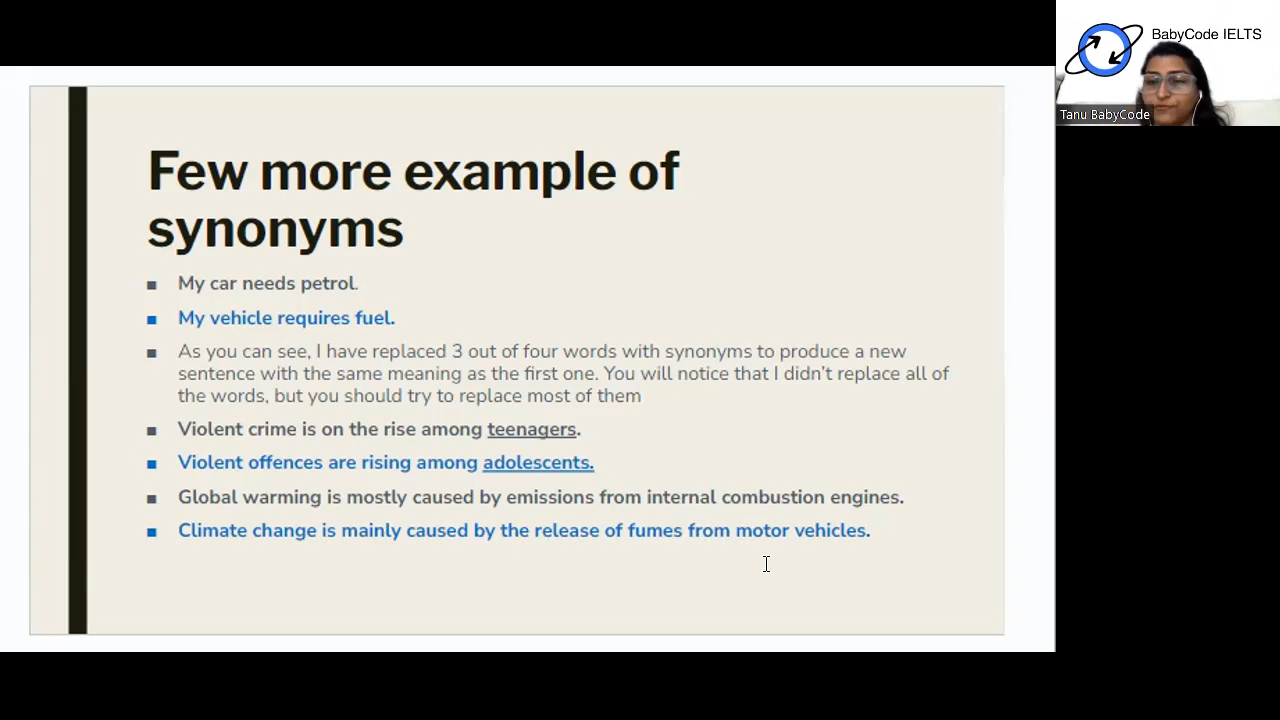 BabyCode IELTS
Tanu BabyCode
Few more example of
synonyms
My car needs petrol.
My vehicle requires fuel.
As you can see, I have replaced 3 out of four words with synonyms to produce a new
sentence with the same meaning as the first one. You will notice that I didn't replace all of
the words, but you should try to replace most of them
Violent crime is on the rise among teenagers.
Violent offences are rising among adolescents.
Global warming is mostly caused by emissions from internal combustion engines.
Climate change is mainly caused by the release of fumes from motor vehicles.